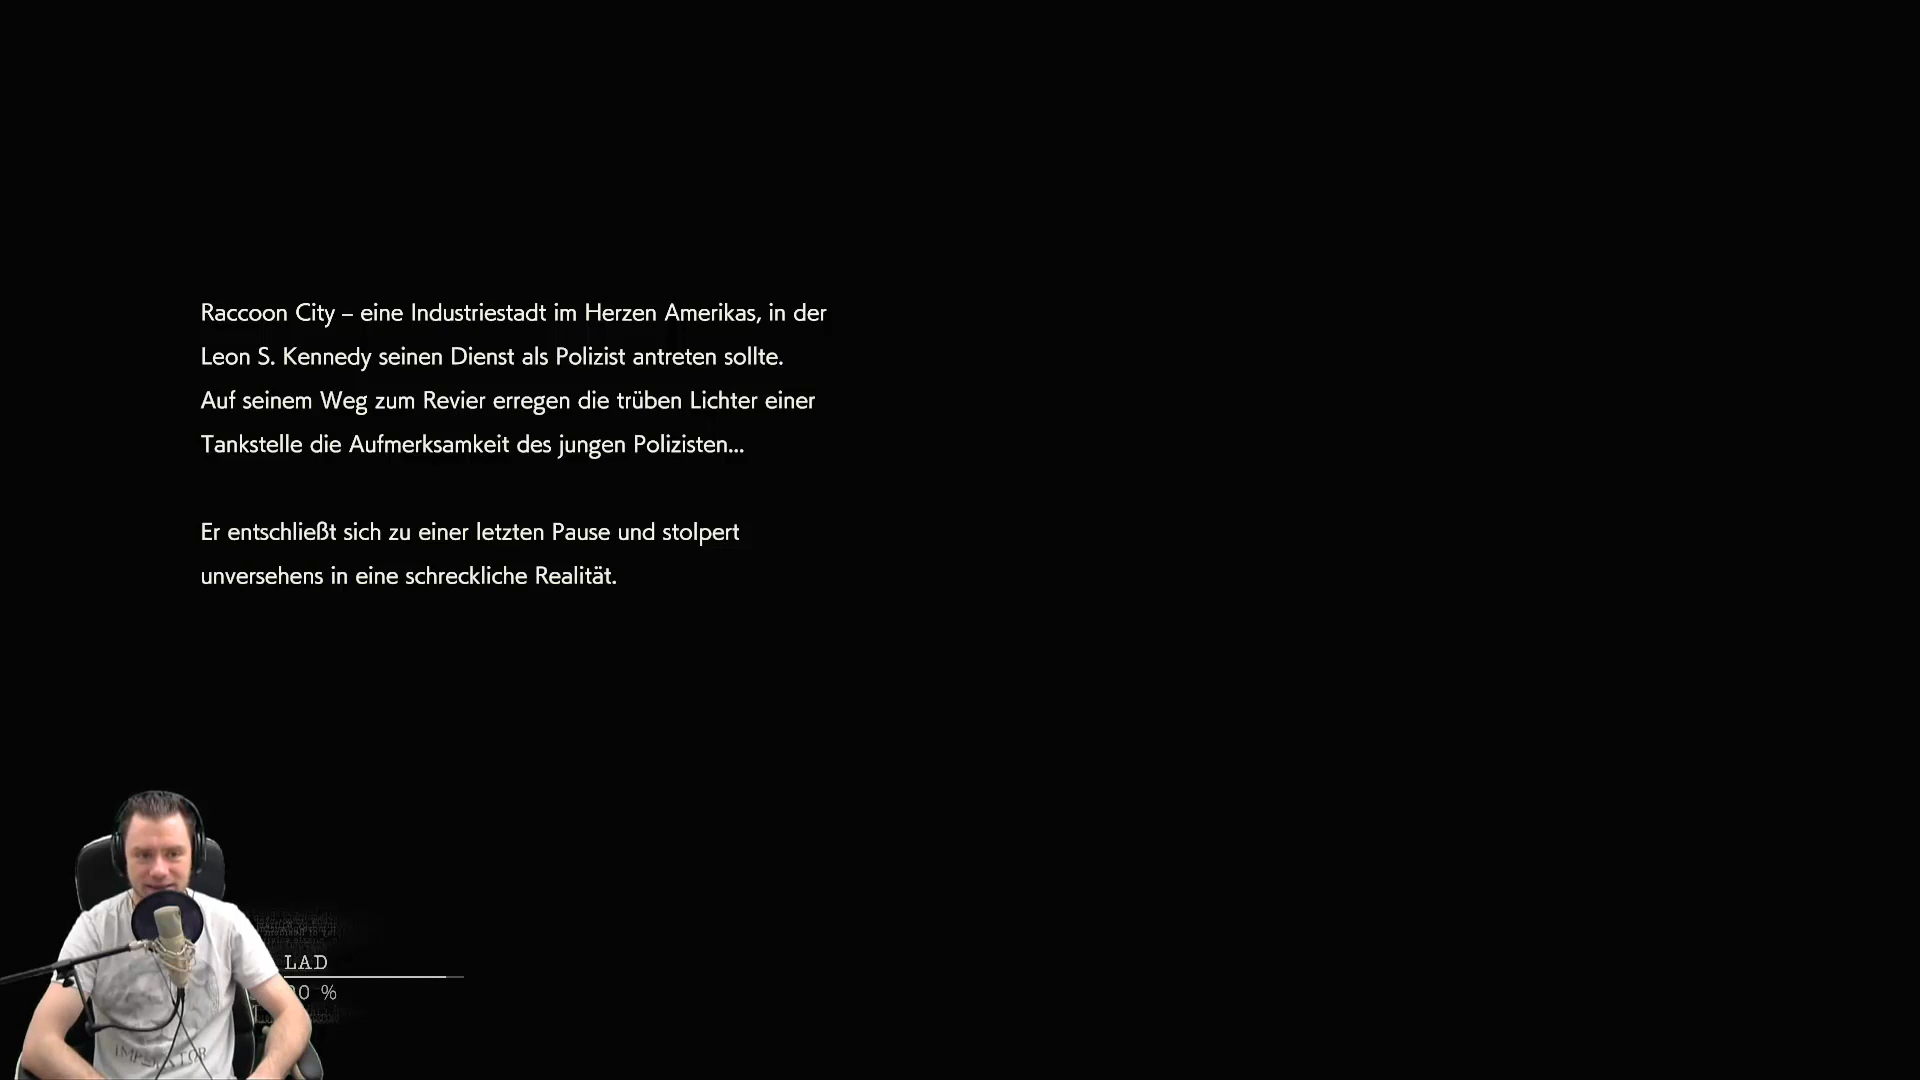 Raccoon City – eine Industriestadt im Herzen Amerikas, in der
Leon S. Kennedy seinen Dienst als Polizist antreten sollte.
Auf seinem Weg zum Revier erregen die trüben Lichter einer
Tankstelle die Aufmerksamkeit des jungen Polizisten...
Er entschließt sich zu einer letzten Pause und stolpert
unversehens in eine schreckliche Realität.
LAD
%